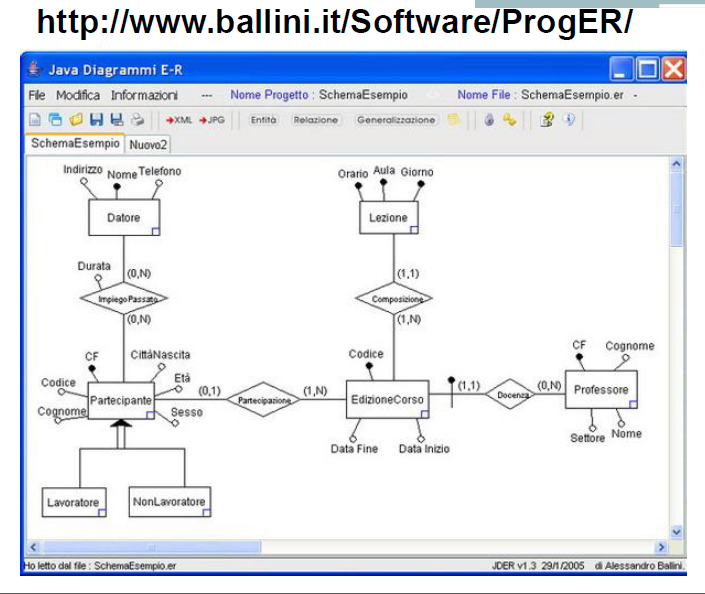 http://www.ballini.it/Software/ProgER/
Java Diagrammi E-R
File Modifica Informazioni --- Nome Progetto : SchemaEsempio Nome File : SchemaEsempio.er -
XML JPG Entità Relazione Generalizzazione
SchemaEsempio Nuovo2
Indirizzo Nome Telefono
Orario Aula Giorno
Datore
Lezione
Durata
(0,N)
(1,1)
ImpiegoPassato
Composizione
(0,N)
(1,N)
CF CittàNascita
Codice
CF Cognome
Codice
Età
Partecipante
(0,1)
Partecipazione
(1,N)
EdizioneCorso
(1,1)
Docenza
(0,N)
Professore
Cognome
Sesso
Data Fine Data Inizio
Settore Nome
Lavoratore NonLavoratore
Ho letto dal file : SchemaEsempio.er
JDER v1.3 29/1/2005 di Alessandro Ballini.